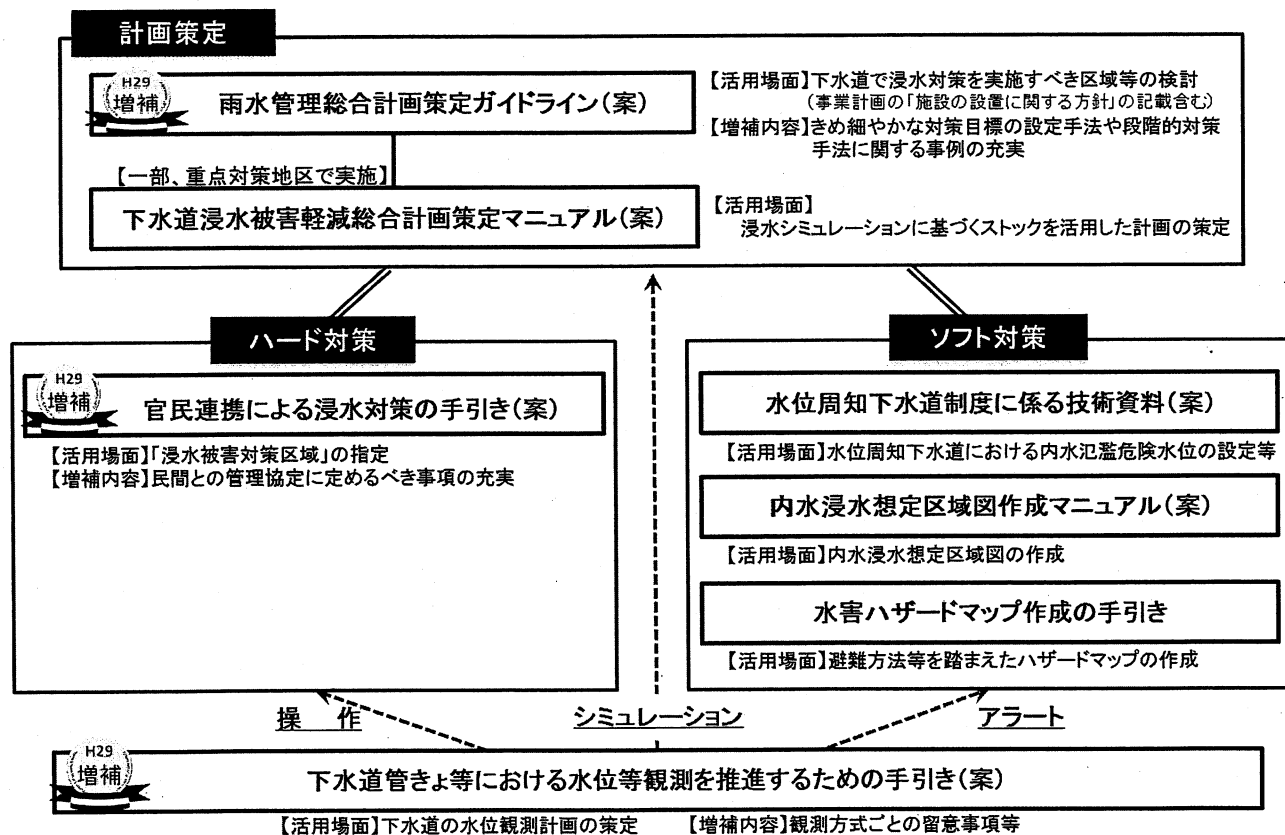 計画策定
H29
増補
雨水管理総合計画策定ガイドライン(案)
【活用場面】下水道で浸水対策を実施すべき区域等の検討
(事業計画の「施設の設置に関する方針」の記載含む)
【増補内容】きめ細やかな対策目標の設定手法や段階的対策
手法に関する事例の充実
【一部、重点対策地区で実施】
下水道浸水被害軽減総合計画策定マニュアル(案)
【活用場面】
浸水シミュレーションに基づくストックを活用した計画の策定
ハード対策
H29
増補
官民連携による浸水対策の手引き(案)
【活用場面】「浸水被害対策区域」の指定
【増補内容】民間との管理協定に定めるべき事項の充実
ソフト対策
水位周知下水道制度に係る技術資料(案)
【活用場面】水位周知下水道における内水氾濫危険水位の設定等
内水浸水想定区域図作成マニュアル(案)
【活用場面】内水浸水想定区域図の作成
水害ハザードマップ作成の手引き
【活用場面】避難方法等を踏まえたハザードマップの作成
操 作
シミュレーション
アラート
H29
増補
下水道管きょ等における水位等観測を推進するための手引き(案)
【活用場面】下水道の水位観測計画の策定 【増補内容】観測方式ごとの留意事項等